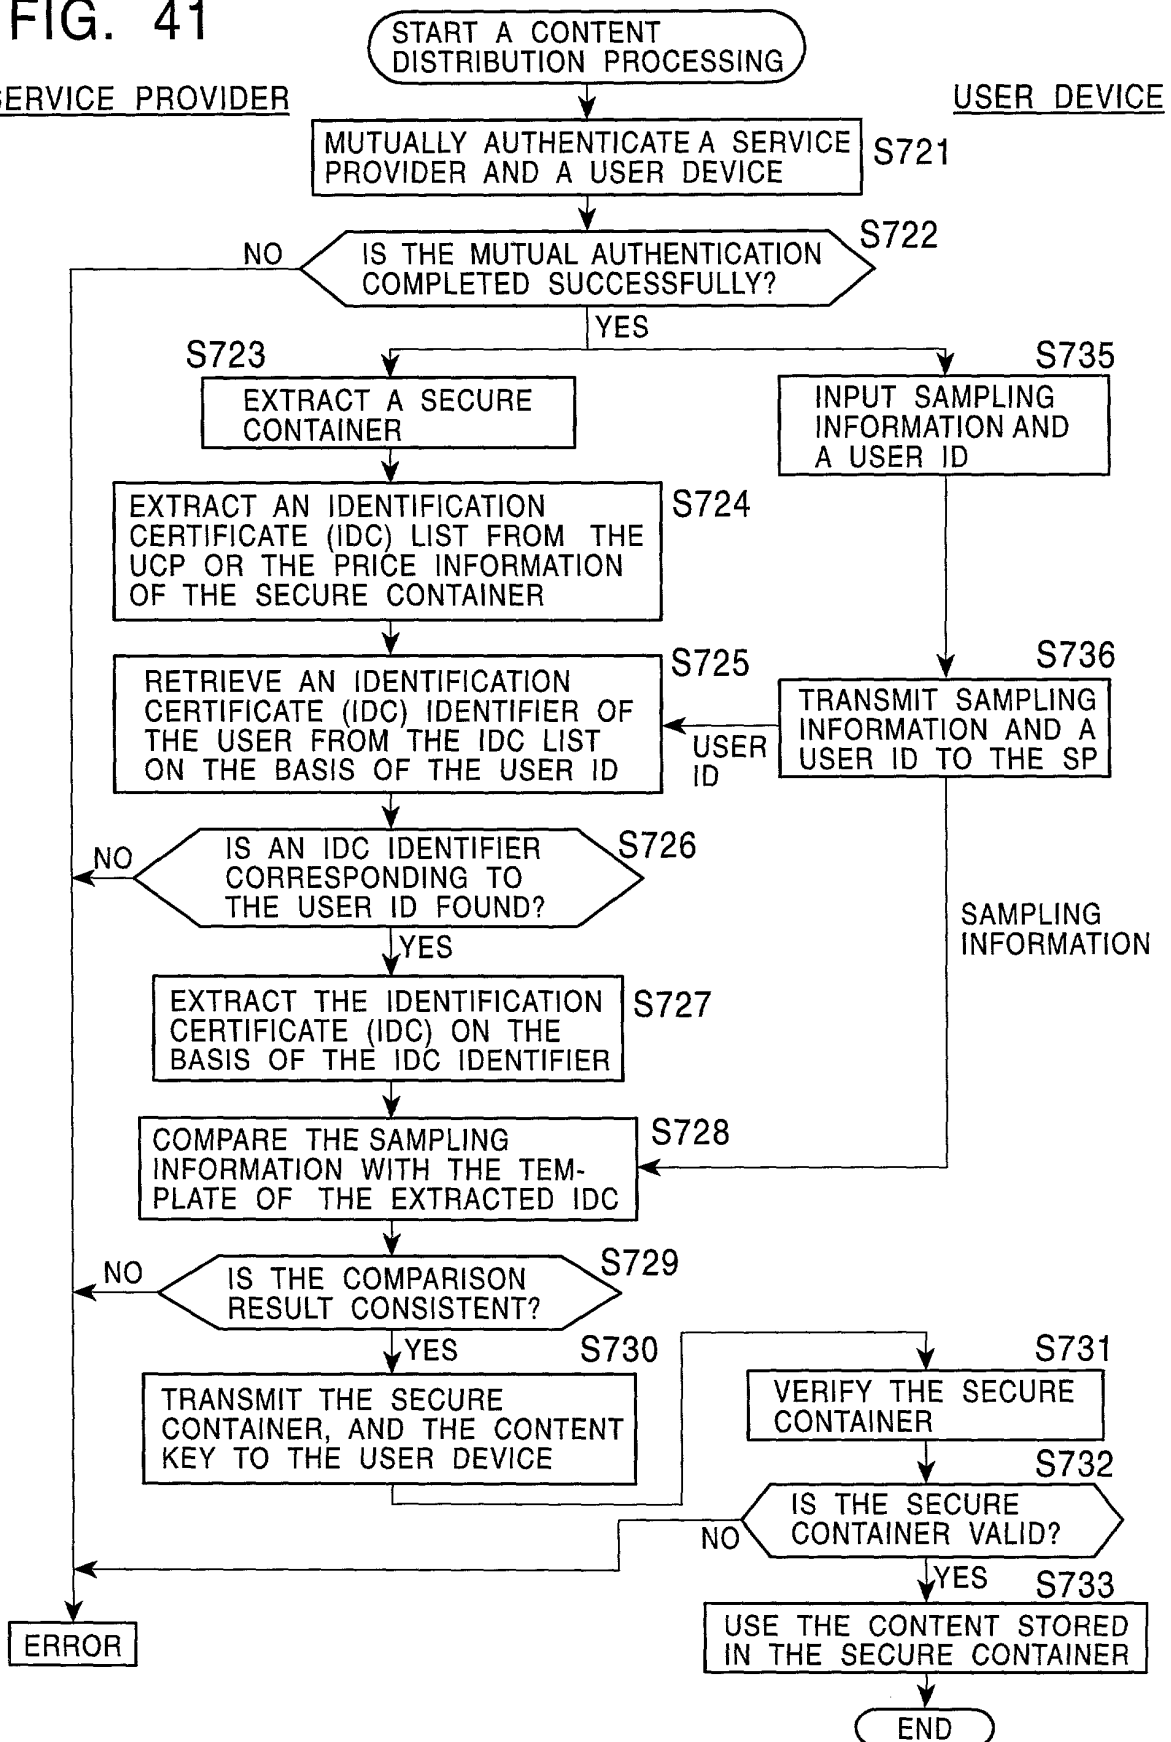 FIG. 41
START A CONTENT
DISTRIBUTION PROCESSING
SERVICE PROVIDER
USER DEVICE
MUTUALLY AUTHENTICATE A SERVICE
PROVIDER AND A USER DEVICE
S721
IS THE MUTUAL AUTHENTICATION
COMPLETED SUCCESSFULLY?
S722
NO
YES
S723
EXTRACT A SECURE
CONTAINER
S735
INPUT SAMPLING
INFORMATION AND
A USER ID
EXTRACT AN IDENTIFICATION
CERTIFICATE (IDC) LIST FROM THE
UCP OR THE PRICE INFORMATION
OF THE SECURE CONTAINER
S724
RETRIEVE AN IDENTIFICATION
CERTIFICATE (IDC) IDENTIFIER OF
THE USER FROM THE IDC LIST
ON THE BASIS OF THE USER ID
S725
S736
TRANSMIT SAMPLING
INFORMATION AND A
USER ID TO THE SP
USER
ID
IS AN IDC IDENTIFIER
CORRESPONDING TO
THE USER ID FOUND?
S726
NO
YES
SAMPLING
INFORMATION
EXTRACT THE IDENTIFICATION
CERTIFICATE (IDC) ON THE
BASIS OF THE IDC IDENTIFIER
S727
COMPARE THE SAMPLING
INFORMATION WITH THE TEM-
PLATE OF THE EXTRACTED IDC
S728
IS THE COMPARISON
RESULT CONSISTENT?
S729
NO
YES
S730
TRANSMIT THE SECURE
CONTAINER, AND THE CONTENT
KEY TO THE USER DEVICE
S731
VERIFY THE SECURE
CONTAINER
S732
IS THE SECURE
CONTAINER VALID?
NO
YES
S733
USE THE CONTENT STORED
IN THE SECURE CONTAINER
ERROR
END